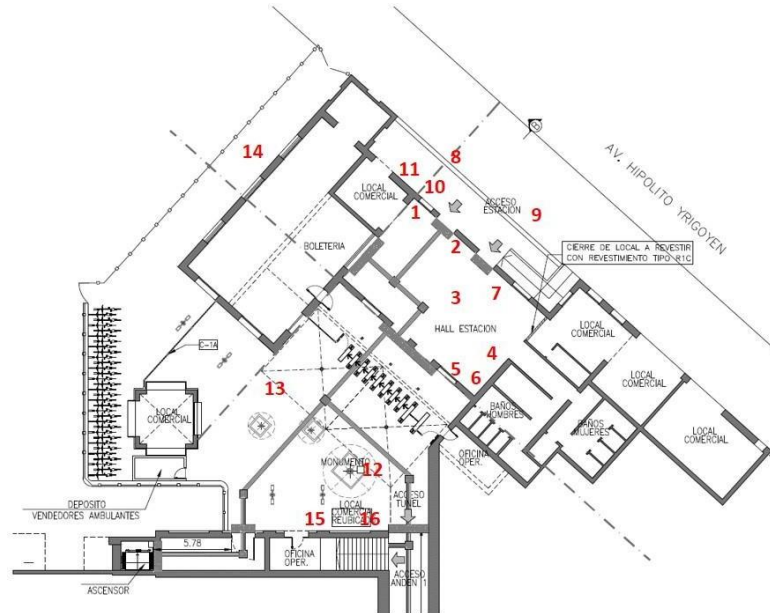 14
8
AV. HIPOLITO YRIGOYEN
11
10
LOCAL
COMERCIAL
1
ACCESO
ESTACIÓN
9
BOLETERIA
2
CIERRE DE LOCAL A REVESTIR
CON REVESTIMIENTO TIPO R1C
7
3
HALL ESTACION
LOCAL
COMERCIAL
C-1A
5
4
6
LOCAL
COMERCIAL
13
LOCAL
COMERCIAL
BAÑOS
HOMBRES
BAÑOS
MUJERES
LOCAL
COMERCIAL
OFICINA
OPER.
MONUMENTO
12
DEPOSITO
VENDEDORES AMBULANTES
LOCAL
COMERCIAL
REUBICADO
ACCESO
TUNEL
15
16
5.78
OFICINA
OPER.
ACCESO
ANDEN 1
ASCENSOR